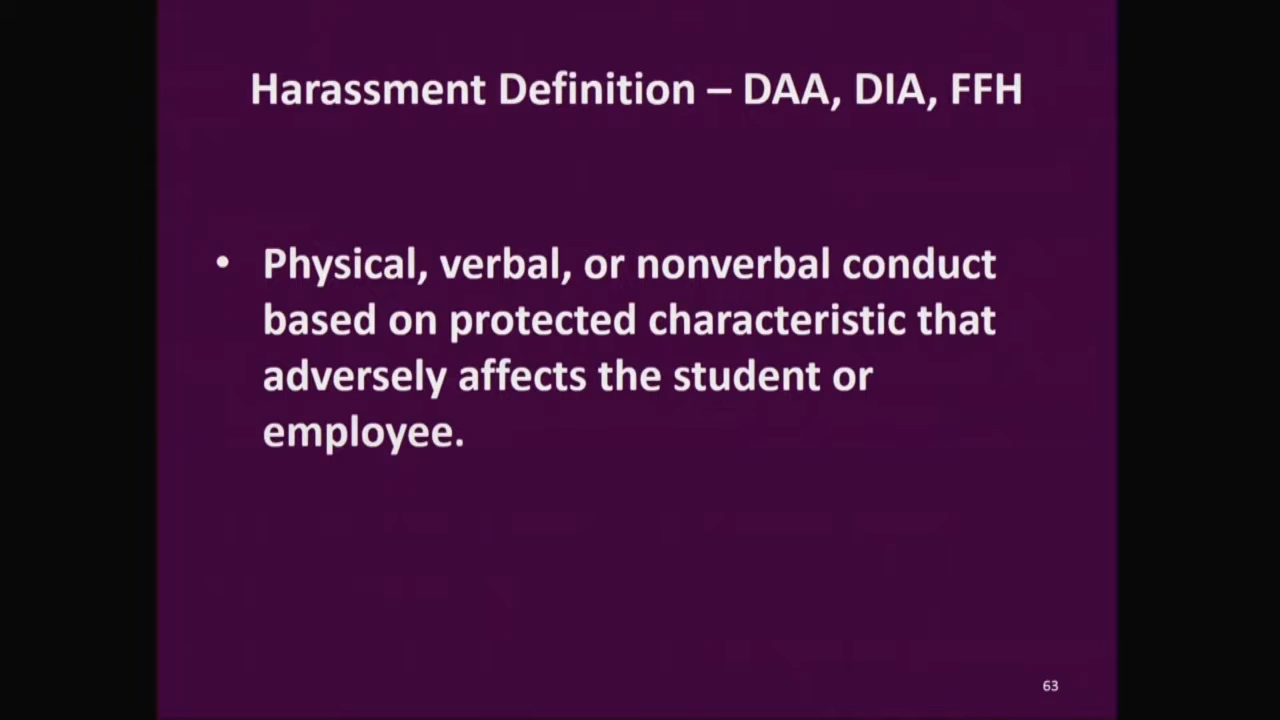 Harassment Definition – DAA, DIA, FFH
• Physical, verbal, or nonverbal conduct
based on protected characteristic that
adversely affects the student or
employee.
63